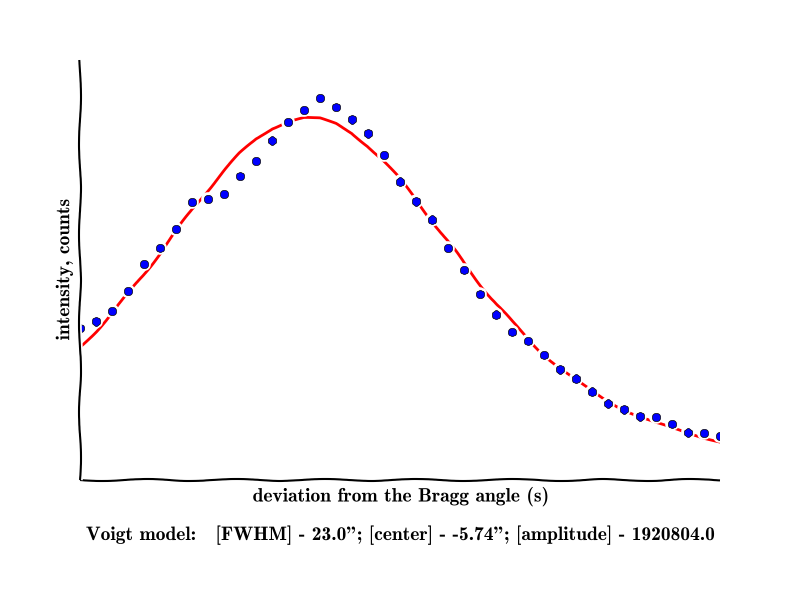 intensity, counts
deviation from the Bragg angle (s)
Voigt model: [FWHM] - 23.0”; [center] - -5.74”; [amplitude] - 1920804.0